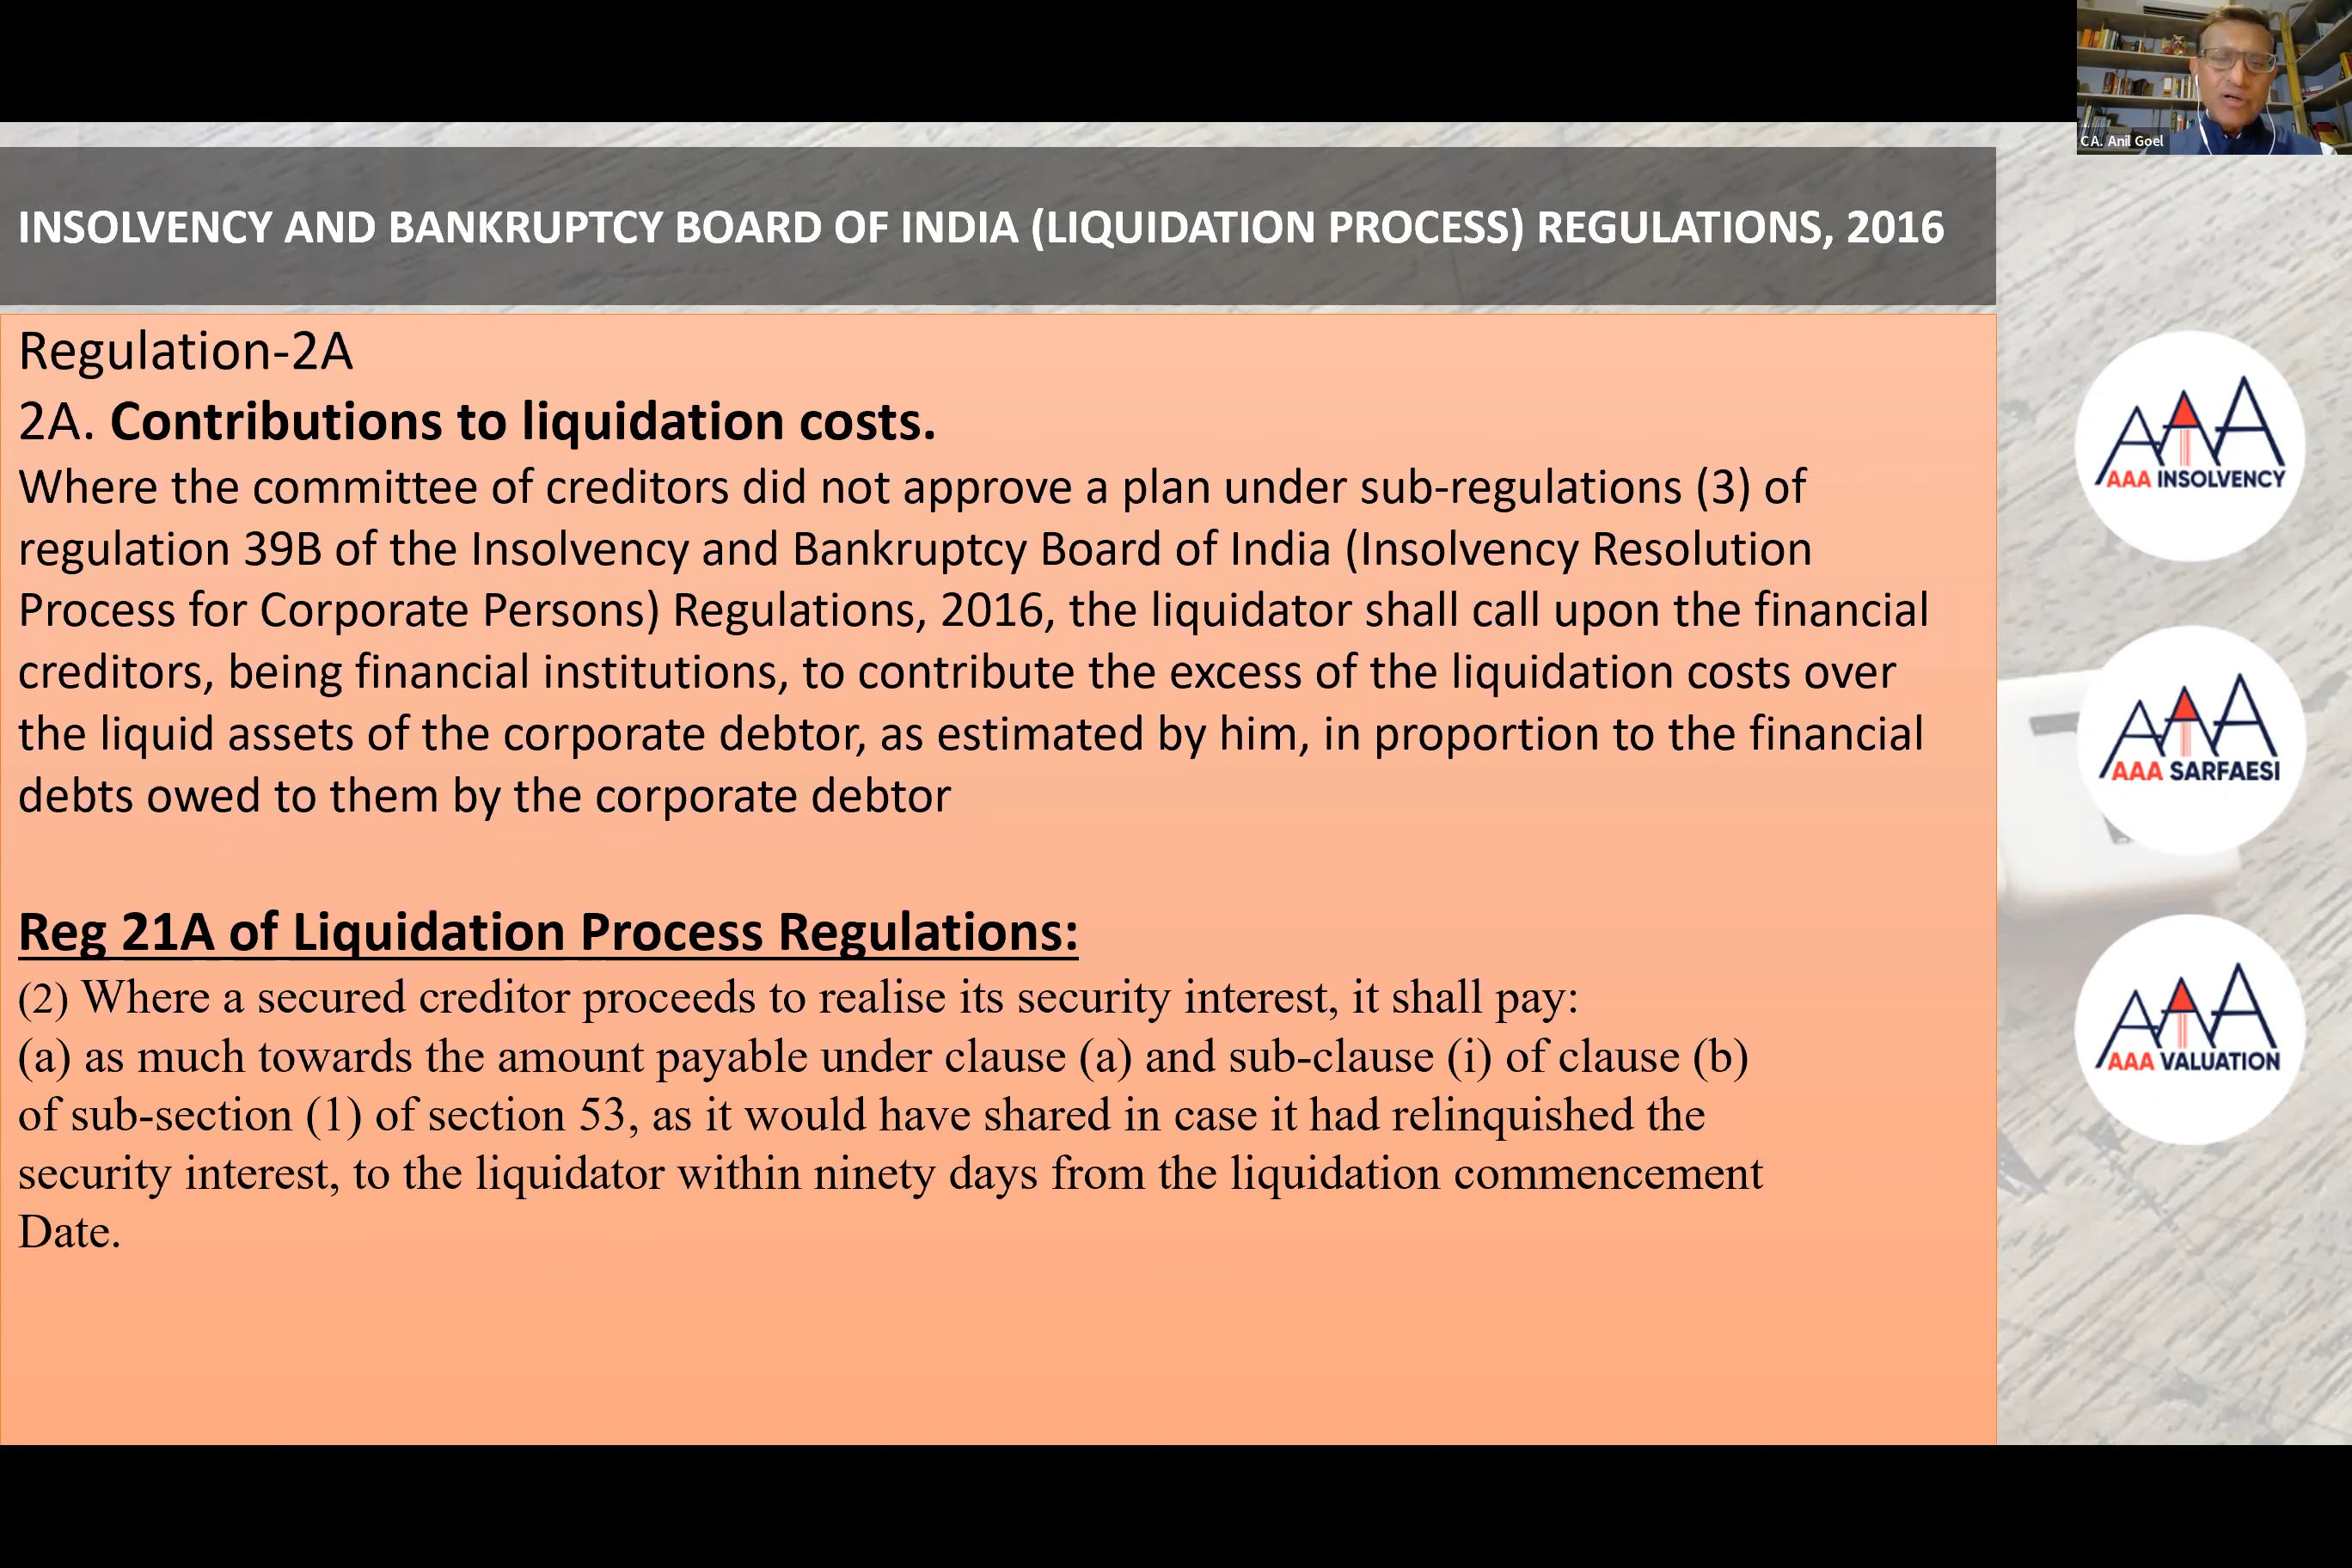 CA. Anil Goel
INSOLVENCY AND BANKRUPTCY BOARD OF INDIA (LIQUIDATION PROCESS) REGULATIONS, 2016
Regulation-2A
2A. Contributions to liquidation costs.
Where the committee of creditors did not approve a plan under sub-regulations (3) of
regulation 39B of the Insolvency and Bankruptcy Board of India (Insolvency Resolution
Process for Corporate Persons) Regulations, 2016, the liquidator shall call upon the financial
creditors, being financial institutions, to contribute the excess of the liquidation costs over
the liquid assets of the corporate debtor, as estimated by him, in proportion to the financial
debts owed to them by the corporate debtor
Reg 21A of Liquidation Process Regulations:
(2) Where a secured creditor proceeds to realise its security interest, it shall pay:
(a) as much towards the amount payable under clause (a) and sub-clause (i) of clause (b)
of sub-section (1) of section 53, as it would have shared in case it had relinquished the
security interest, to the liquidator within ninety days from the liquidation commencement
Date.
AAA
AAA INSOLVENCY
AAA
AAA SARFAESI
AAA
AAA VALUATION